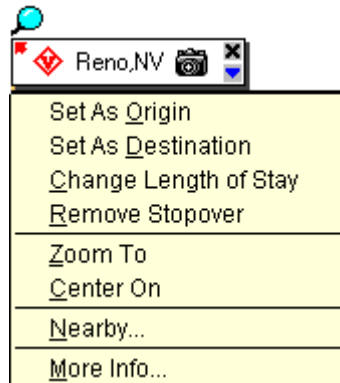 Reno,NV
Set As Origin
Set As Destination
Change Length of Stay
Remove Stopover
Zoom To
Center On
Nearby...
More Info...